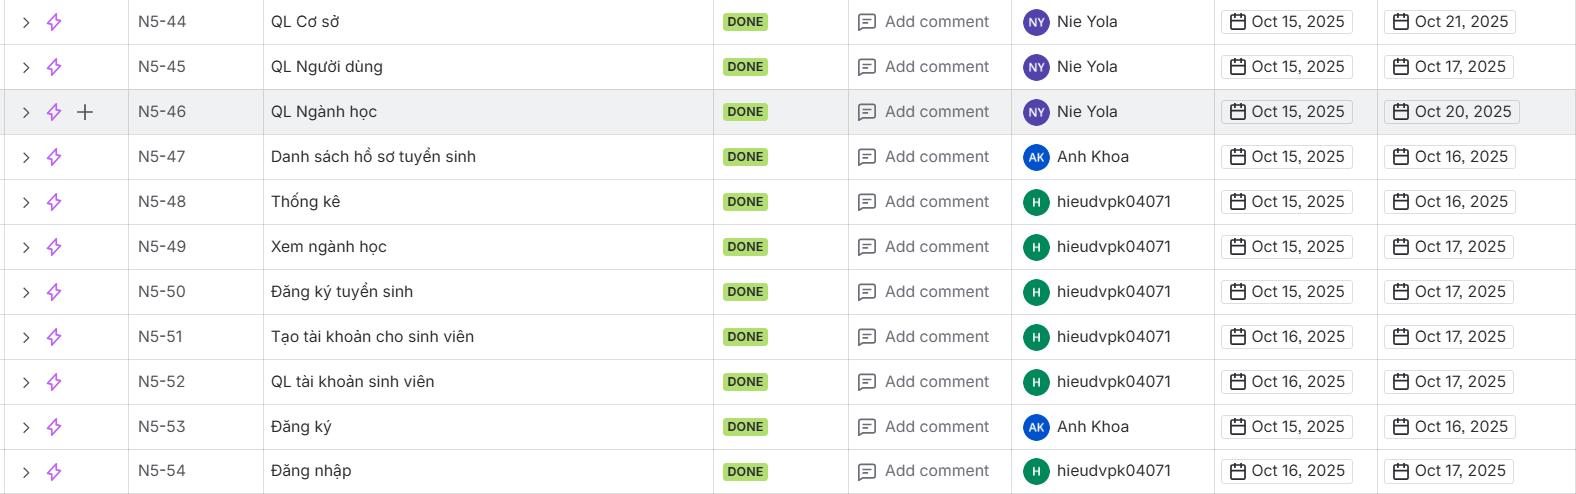 N5-44 QL Cơ sở DONE Add comment NY Nie Yola Oct 15, 2025 Oct 21, 2025
N5-45 QL Người dùng DONE Add comment NY Nie Yola Oct 15, 2025 Oct 17, 2025
N5-46 QL Ngành học DONE Add comment NY Nie Yola Oct 15, 2025 Oct 20, 2025
N5-47 Danh sách hồ sơ tuyển sinh DONE Add comment AK Anh Khoa Oct 15, 2025 Oct 16, 2025
N5-48 Thống kê DONE Add comment H hieudvpk04071 Oct 15, 2025 Oct 16, 2025
N5-49 Xem ngành học DONE Add comment H hieudvpk04071 Oct 15, 2025 Oct 17, 2025
N5-50 Đăng ký tuyển sinh DONE Add comment H hieudvpk04071 Oct 15, 2025 Oct 17, 2025
N5-51 Tạo tài khoản cho sinh viên DONE Add comment H hieudvpk04071 Oct 16, 2025 Oct 17, 2025
N5-52 QL tài khoản sinh viên DONE Add comment H hieudvpk04071 Oct 16, 2025 Oct 17, 2025
N5-53 Đăng ký DONE Add comment AK Anh Khoa Oct 15, 2025 Oct 16, 2025
N5-54 Đăng nhập DONE Add comment H hieudvpk04071 Oct 16, 2025 Oct 17, 2025